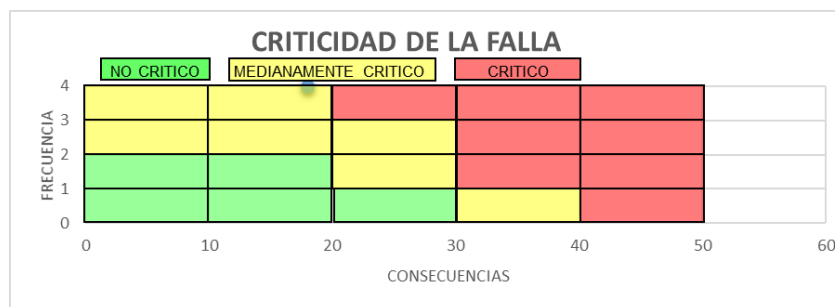 CRITICIDAD DE LA FALLA
NO CRITICO MEDIANAMENTE CRITICO CRITICO
4
3
2
1
0
FRECUENCIA
0 10 20 30 40 50 60
CONSECUENCIAS